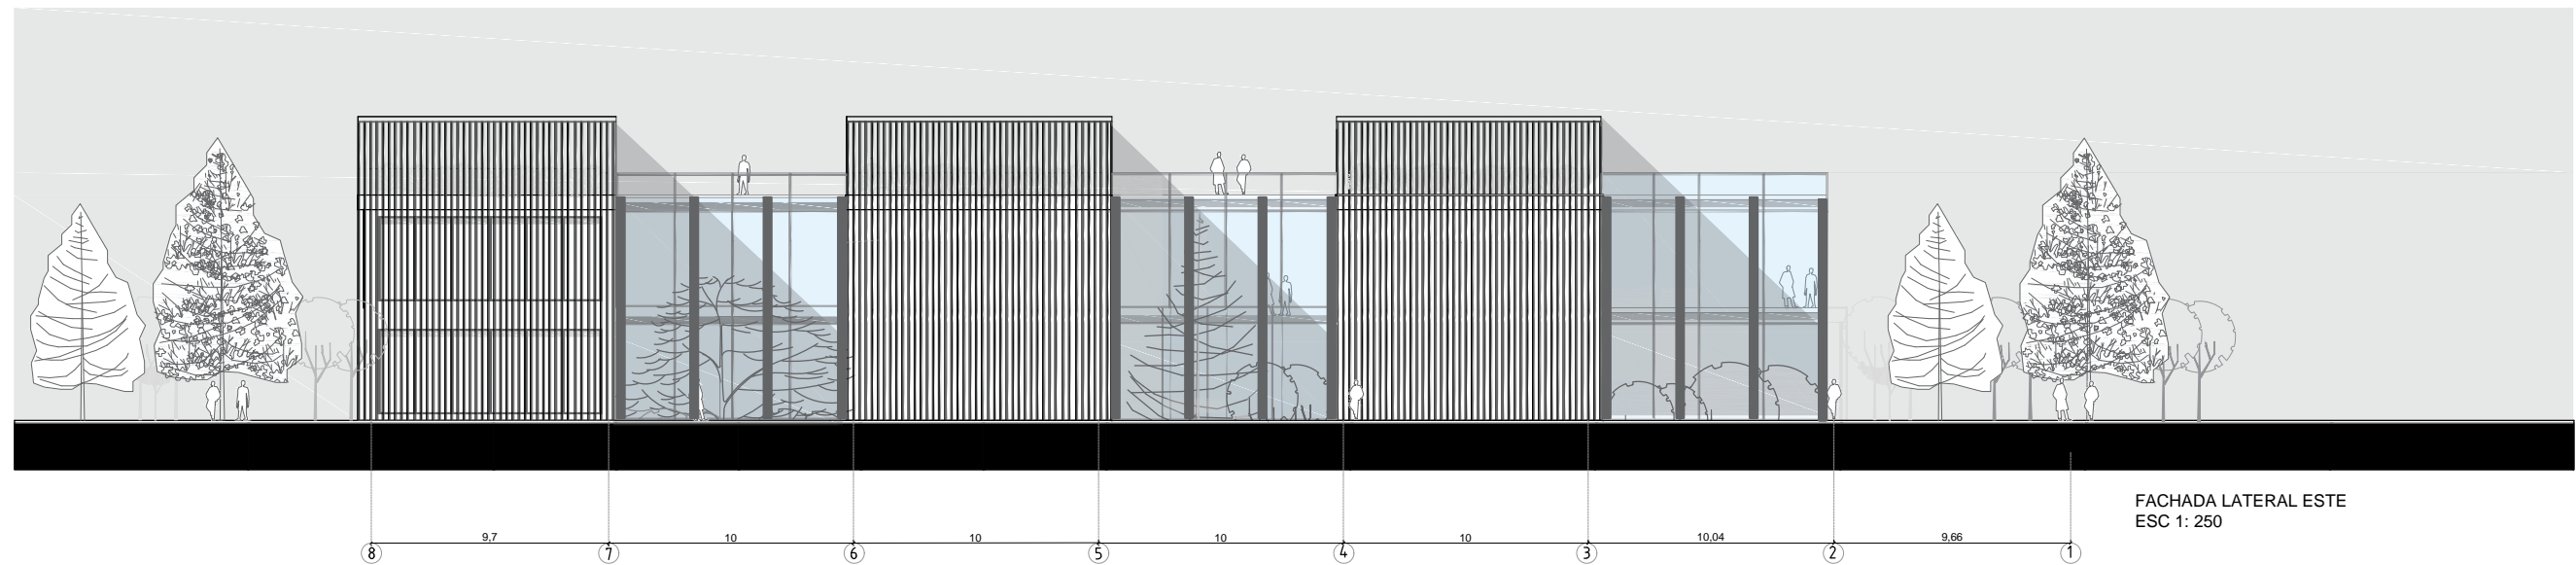 FACHADA LATERAL ESTE
ESC 1: 250
9,7 10 10 10 10 10,04 9,66
8 7 6 5 4 3 2 1